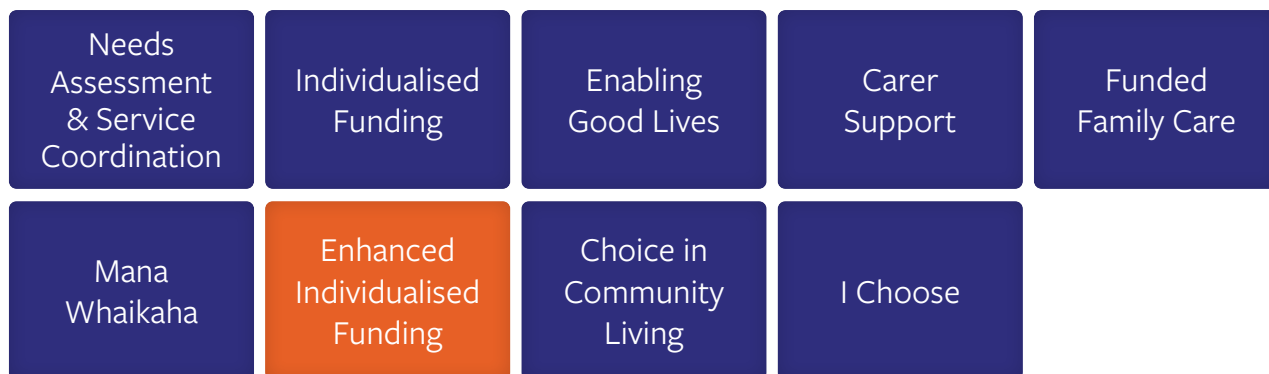 Needs
Assessment
& Service
Coordination
Individualised
Funding
Enabling
Good Lives
Carer
Support
Funded
Family Care
Mana
Whaikaha
Enhanced
Individualised
Funding
Choice in
Community
Living
I Choose